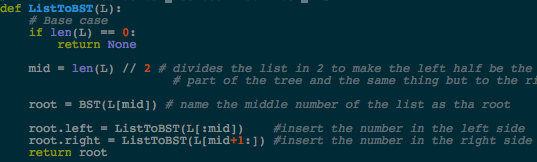 def ListToBST(L):
# Base case
if len(L) == 0:
return None
mid = len(L) // 2 # divides the list in 2 to make the left half be the
# part of the tree and the same thing but to the ri
root = BST(L[mid]) # name the middle number of the list as tha root
root.left = ListToBST(L[:mid]) #insert the number in the left side
root.right = ListToBST(L[mid+1:]) #insert the number in the right side
return root